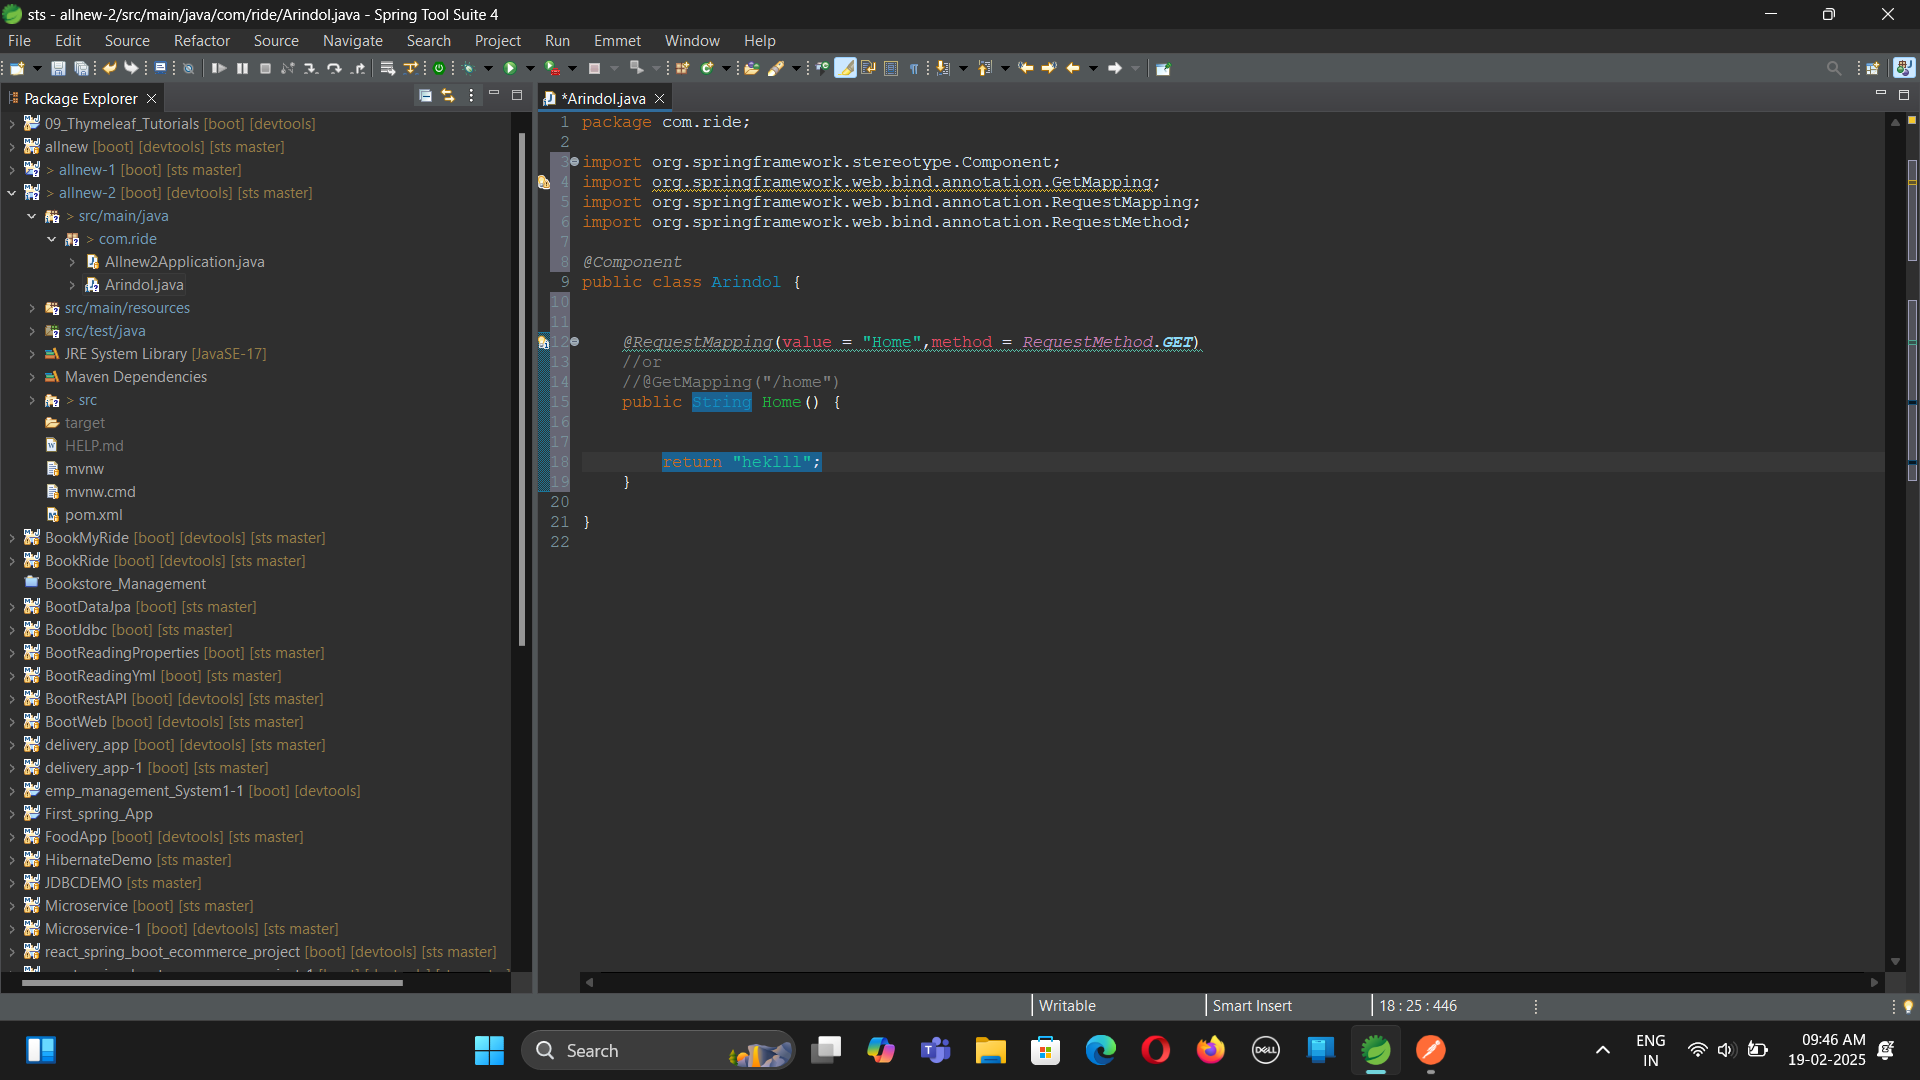 sts - allnew-2/src/main/java/com/ride/Arindol.java - Spring Tool Suite 4
File Edit Source Refactor Source Navigate Search Project Run Emmet Window Help
Package Explorer
09_Thymeleaf_Tutorials [boot] [devtools]
allnew [boot] [devtools] [sts master]
> allnew-1 [boot] [sts master]
> allnew-2 [boot] [devtools] [sts master]
> src/main/java
> com.ride
Allnew2Application.java
Arindol.java
src/main/resources
src/test/java
JRE System Library [JavaSE-17]
Maven Dependencies
> src
target
HELP.md
mvnw
mvnw.cmd
pom.xml
BookMyRide [boot] [devtools] [sts master]
BookRide [boot] [devtools] [sts master]
Bookstore_Management
BootDataJpa [boot] [sts master]
BootJdbc [boot] [sts master]
BootReadingProperties [boot] [sts master]
BootReadingYml [boot] [sts master]
BootRestAPI [boot] [devtools] [sts master]
BootWeb [boot] [devtools] [sts master]
delivery_app [boot] [devtools] [sts master]
delivery_app-1 [boot] [sts master]
emp_management_System1-1 [boot] [devtools]
First_spring_App
FoodApp [boot] [devtools] [sts master]
HibernateDemo [sts master]
JDBCDEMO [sts master]
Microservice [boot] [sts master]
Microservice-1 [boot] [devtools] [sts master]
react_spring_boot_ecommerce_project [boot] [devtools] [sts master]
*Arindol.java
1 package com.ride;
2
3 import org.springframework.stereotype.Component;
4 import org.springframework.web.bind.annotation.GetMapping;
5 import org.springframework.web.bind.annotation.RequestMapping;
6 import org.springframework.web.bind.annotation.RequestMethod;
7
8 @Component
9 public class Arindol {
10
11
12 @RequestMapping(value = "Home",method = RequestMethod.GET)
13 //or
14 //@GetMapping("/home")
15 public String Home() {
16
17
18 return "heklll";
19 }
20
21 }
22
Writable Smart Insert 18 : 25 : 446
Search
DELL
ENG
IN
09:46 AM
19-02-2025